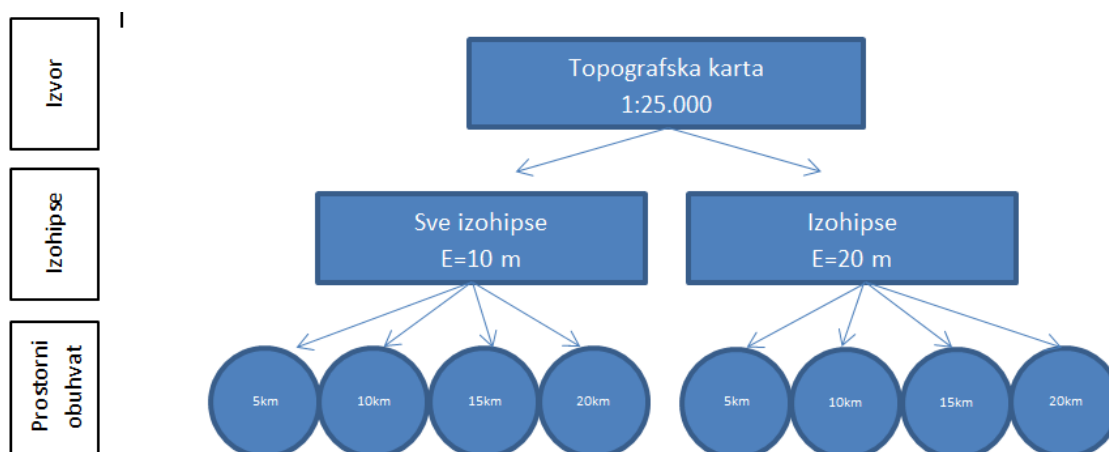 Izvor
Topografska karta
1:25.000
Izohipse
Sve izohipse
E=10 m
Izohipse
E=20 m
Prostorni
obuhvat
5km
10km
15km
20km
5km
10km
15km
20km